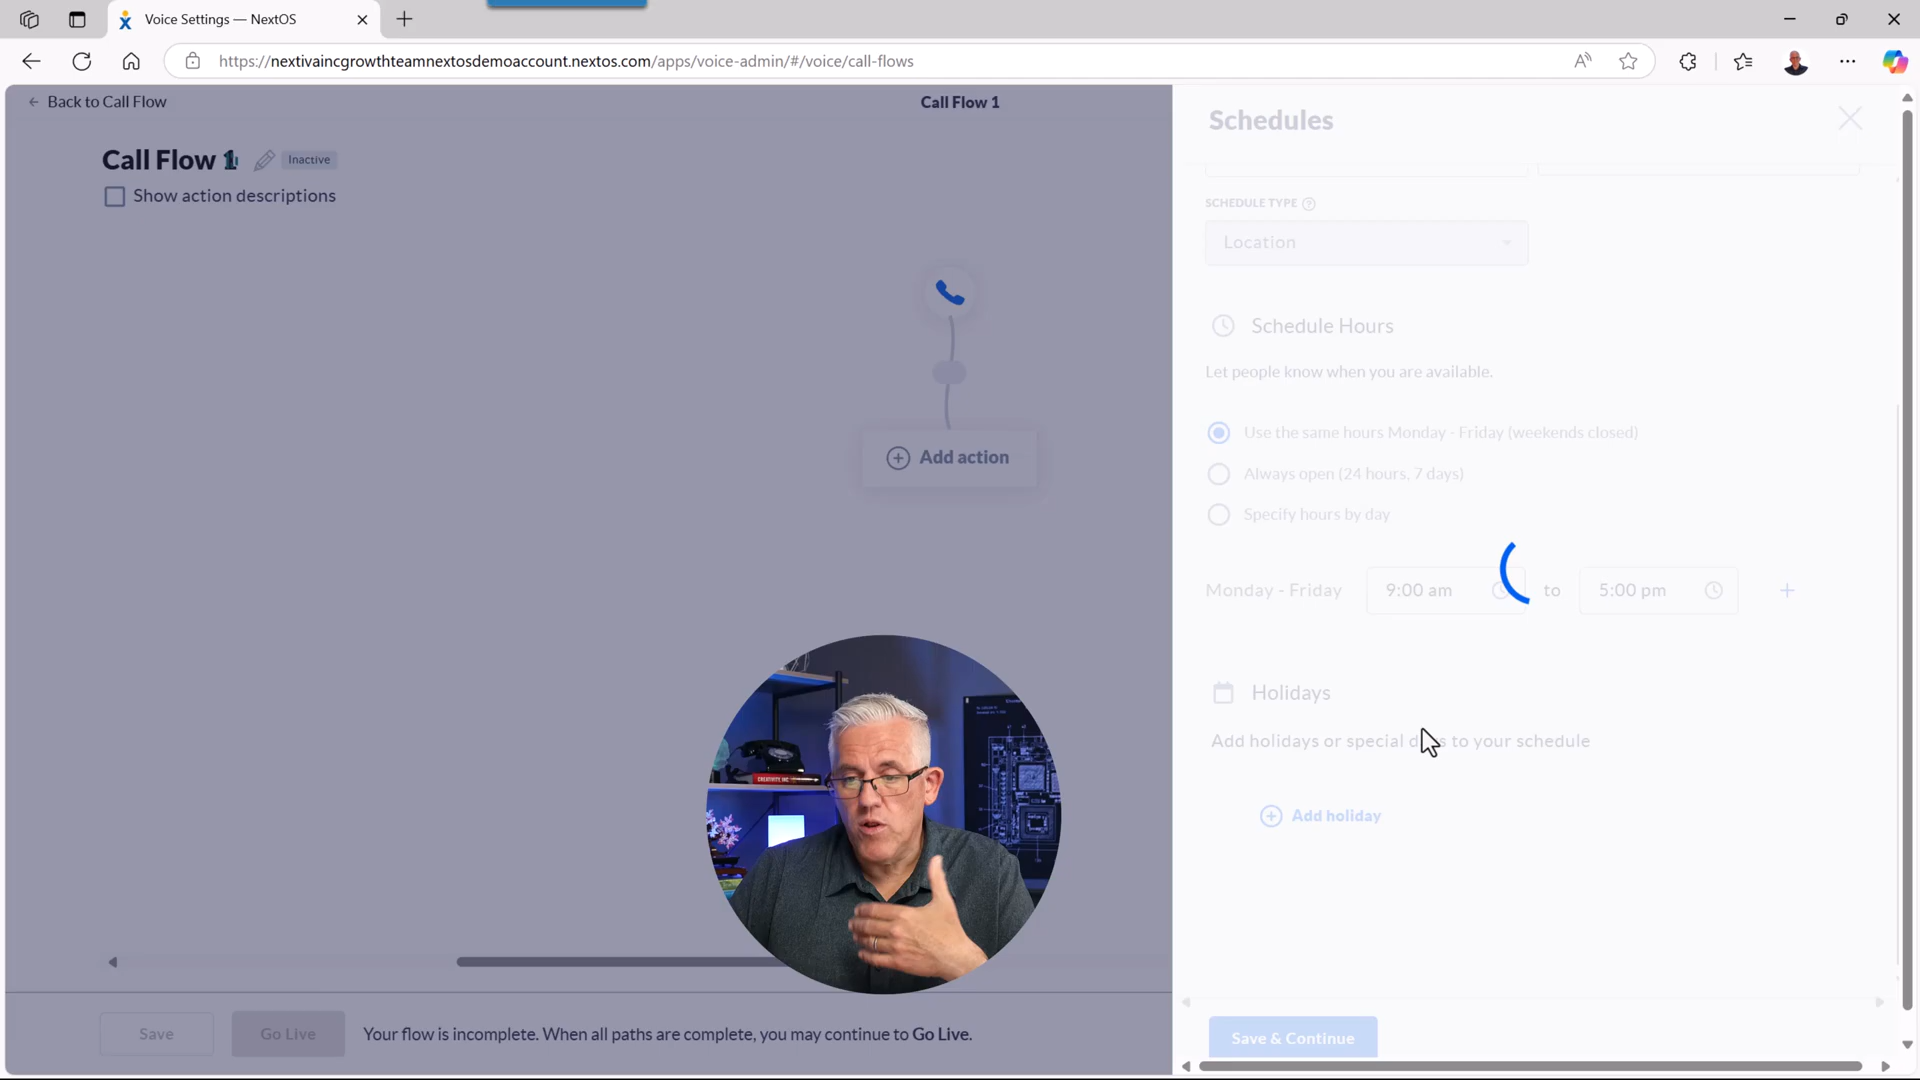 Voice Settings — NextOS
https://nextivaincgrowthteamnextosdemoaccount.nextos.com/apps/voice-admin/#/voice/call-flows
Back to Call Flow
Call Flow 1
Call Flow 1
Inactive
Show action descriptions
Add action
Schedules
SCHEDULE TYPE
Location
Schedule Hours
Let people know when you are available.
Use the same hours Monday - Friday (weekends closed)
Always open (24 hours, 7 days)
Specify hours by day
Monday - Friday 9:00 am to 5:00 pm
Holidays
Add holidays or special days to your schedule
Add holiday
CREATIVITY, INC.
Save
Go Live
Your flow is incomplete. When all paths are complete, you may continue to Go Live.
Save & Continue